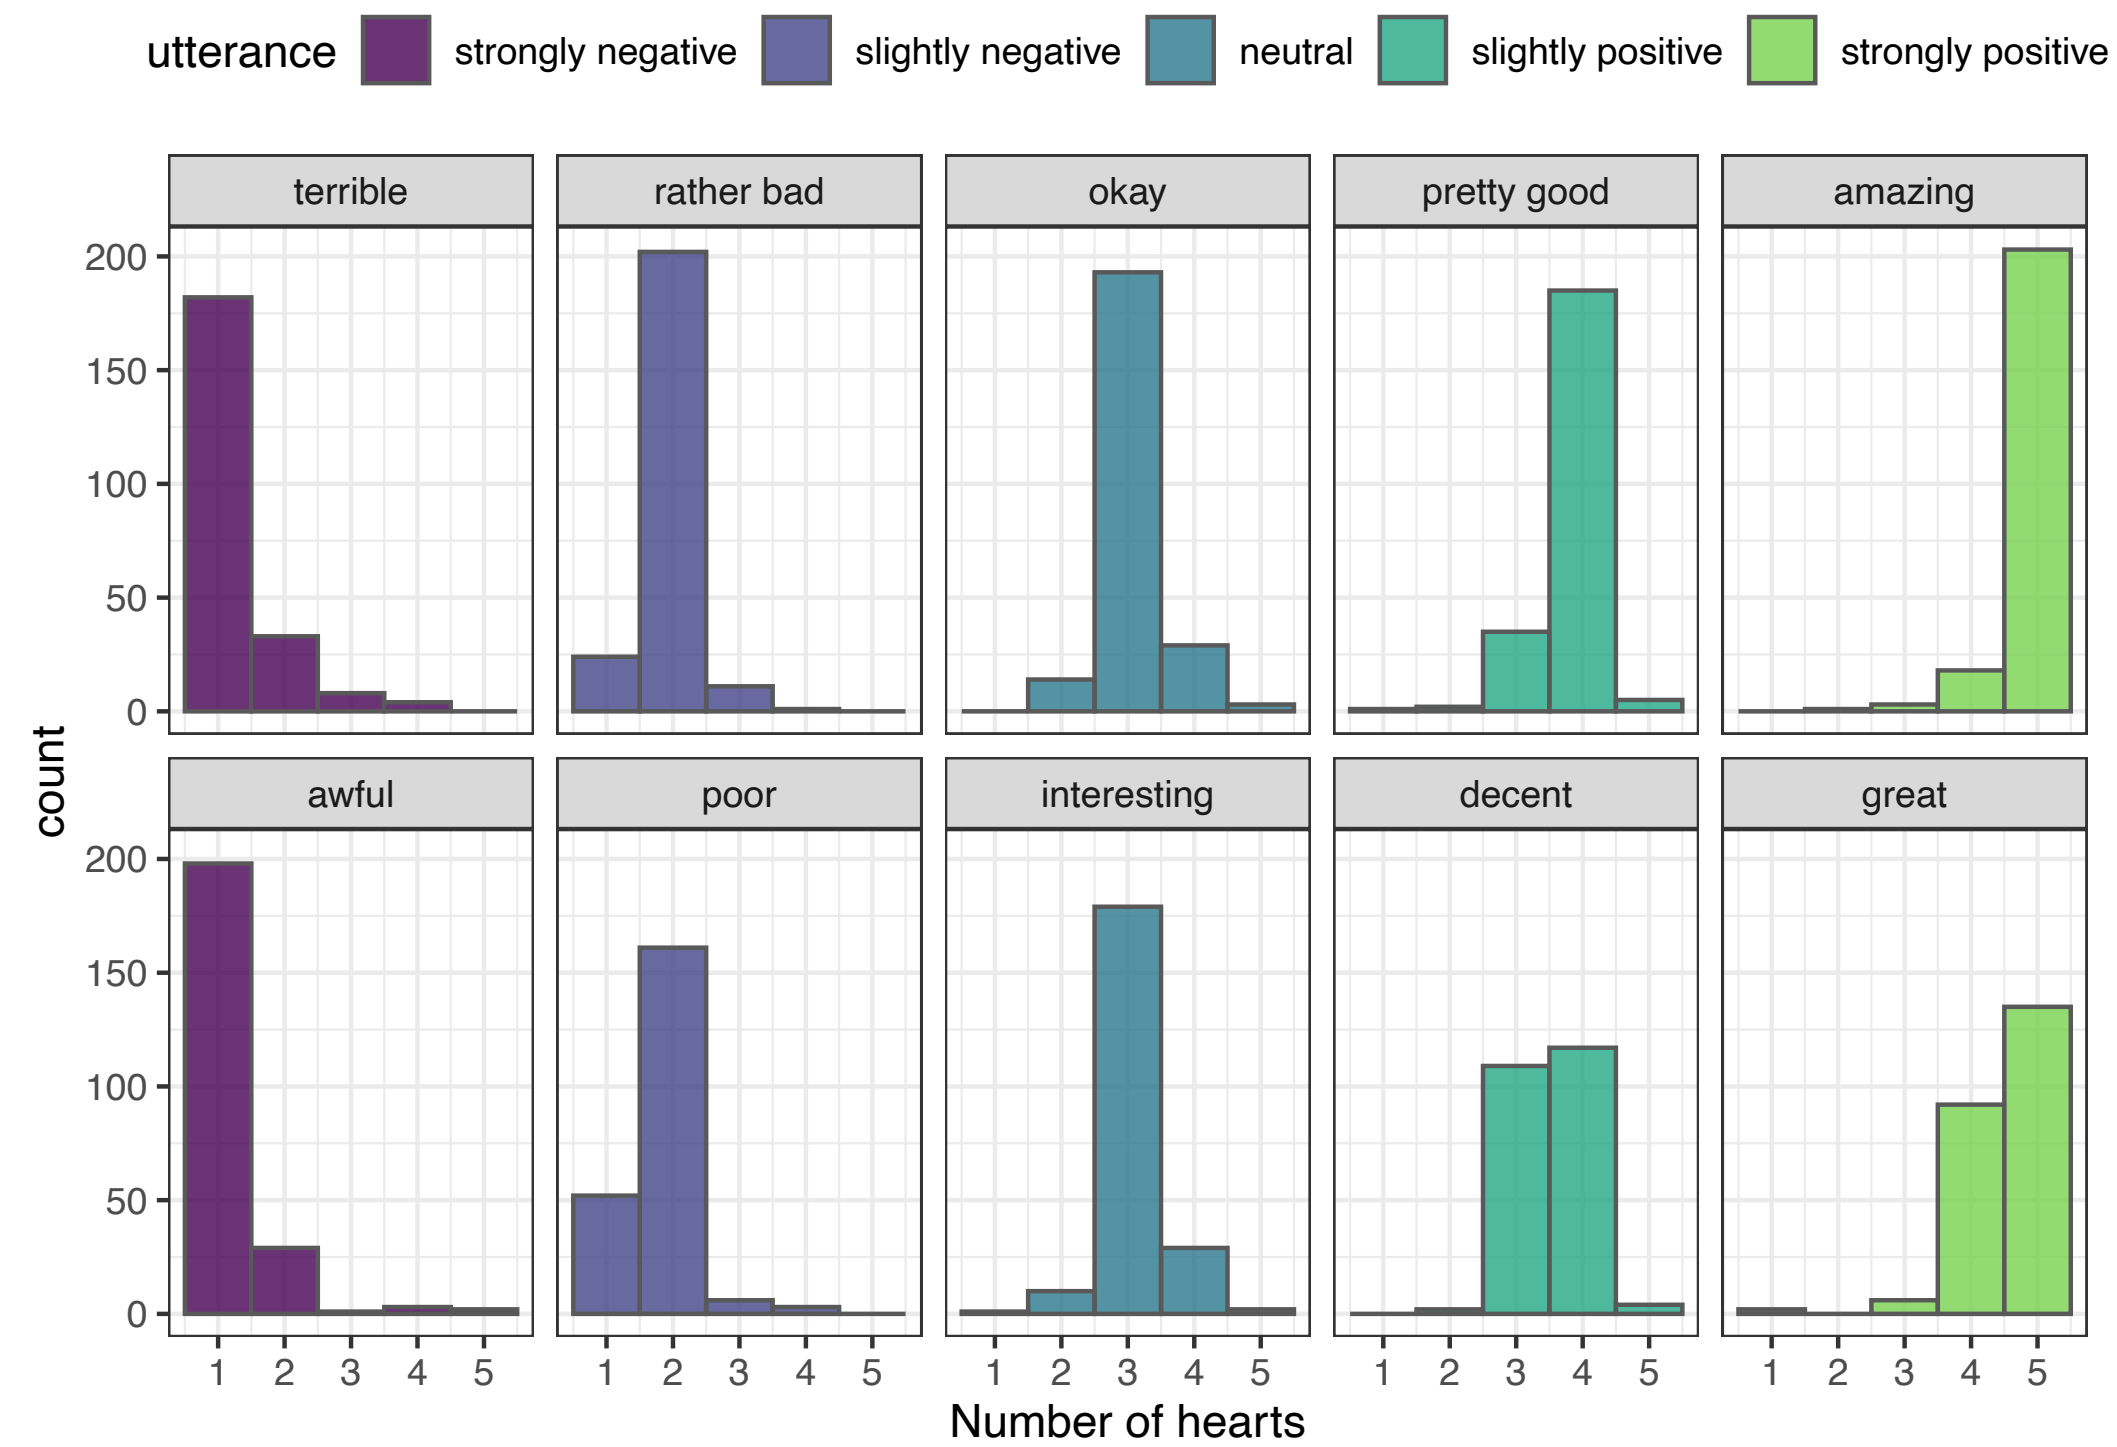 utterance strongly negative slightly negative neutral slightly positive strongly positive
terrible rather bad okay pretty good amazing
200
150
100
50
0
count
awful poor interesting decent great
200
150
100
50
0
1 2 3 4 5 1 2 3 4 5 1 2 3 4 5 1 2 3 4 5 1 2 3 4 5
Number of hearts